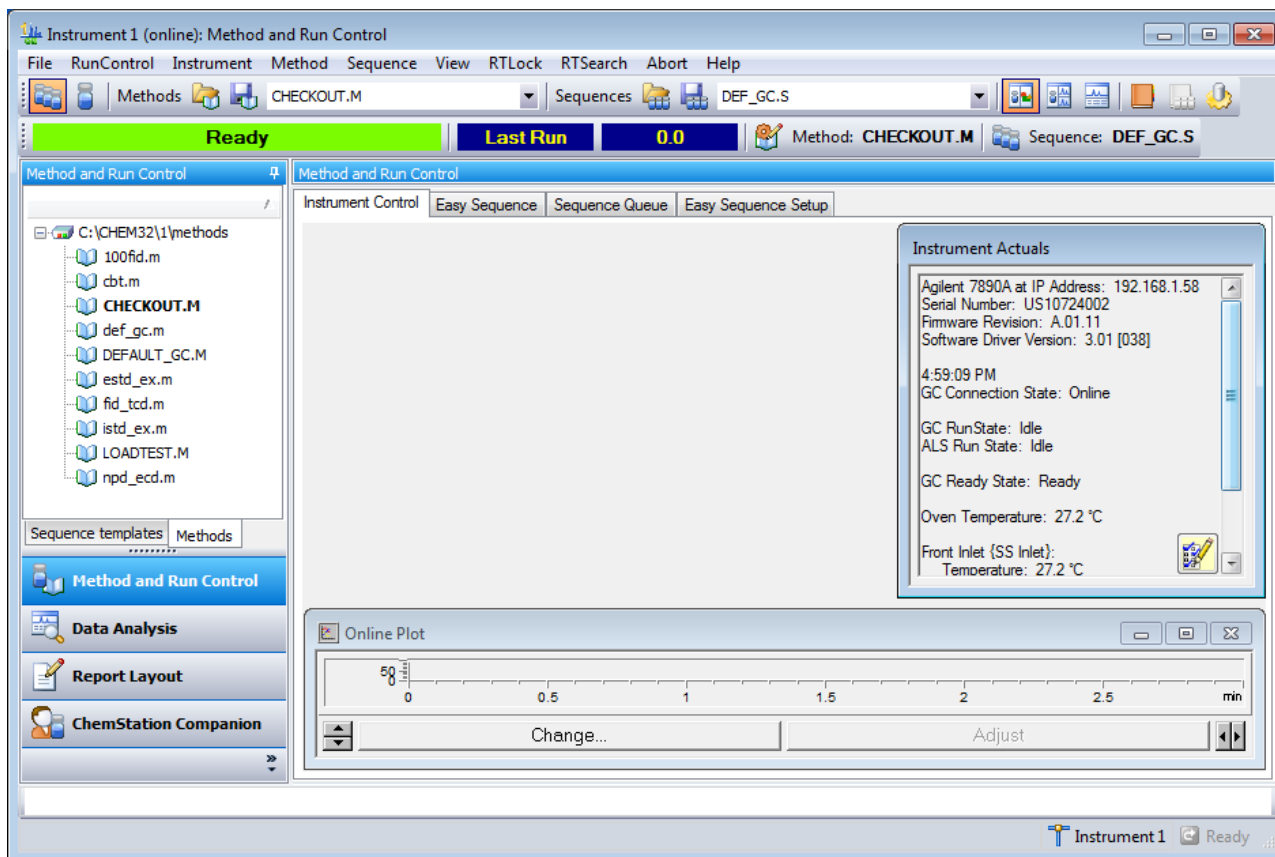 Instrument 1 (online): Method and Run Control
File RunControl Instrument Method Sequence View RTLock RTSearch Abort Help
Methods CHECKOUT.M Sequences DEF_GC.S
Ready Last Run 0.0 Method: CHECKOUT.M Sequence: DEF_GC.S
Method and Run Control
C:\CHEM32\1\methods
100fid.m
cbt.m
CHECKOUT.M
def_gc.m
DEFAULT_GC.M
estd_ex.m
fid_tcd.m
istd_ex.m
LOADTEST.M
npd_ecd.m
Sequence templates Methods
Method and Run Control
Data Analysis
Report Layout
ChemStation Companion
Method and Run Control
Instrument Control Easy Sequence Sequence Queue Easy Sequence Setup
Instrument Actuals
Agilent 7890A at IP Address: 192.168.1.58
Serial Number: US10724002
Firmware Revision: A.01.11
Software Driver Version: 3.01 [038]
4:59:09 PM
GC Connection State: Online
GC RunState: Idle
ALS Run State: Idle
GC Ready State: Ready
Oven Temperature: 27.2 °C
Front Inlet {SS Inlet}:
Temperature: 27.2 °C
Online Plot
50
0
0 0.5 1 1.5 2 2.5 min
Change... Adjust
Instrument 1 Ready